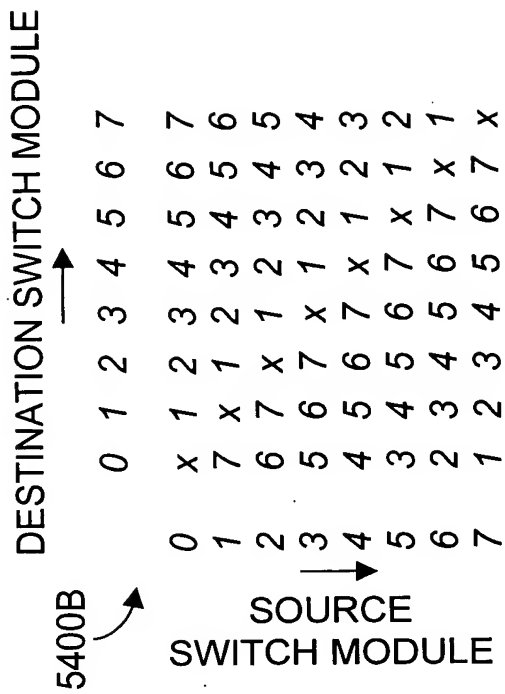 DESTINATION SWITCH MODULE
0 1 2 3 4 5 6 7
0 x 1 2 3 4 5 6 7
1 7 x 1 2 3 4 5 6
2 6 7 x 1 2 3 4 5
3 5 6 7 x 1 2 3 4
4 4 5 6 7 x 1 2 3
5 3 4 5 6 7 x 1 2
6 2 3 4 5 6 7 x 1
7 1 2 3 4 5 6 7 x
5400B
SOURCE
SWITCH MODULE